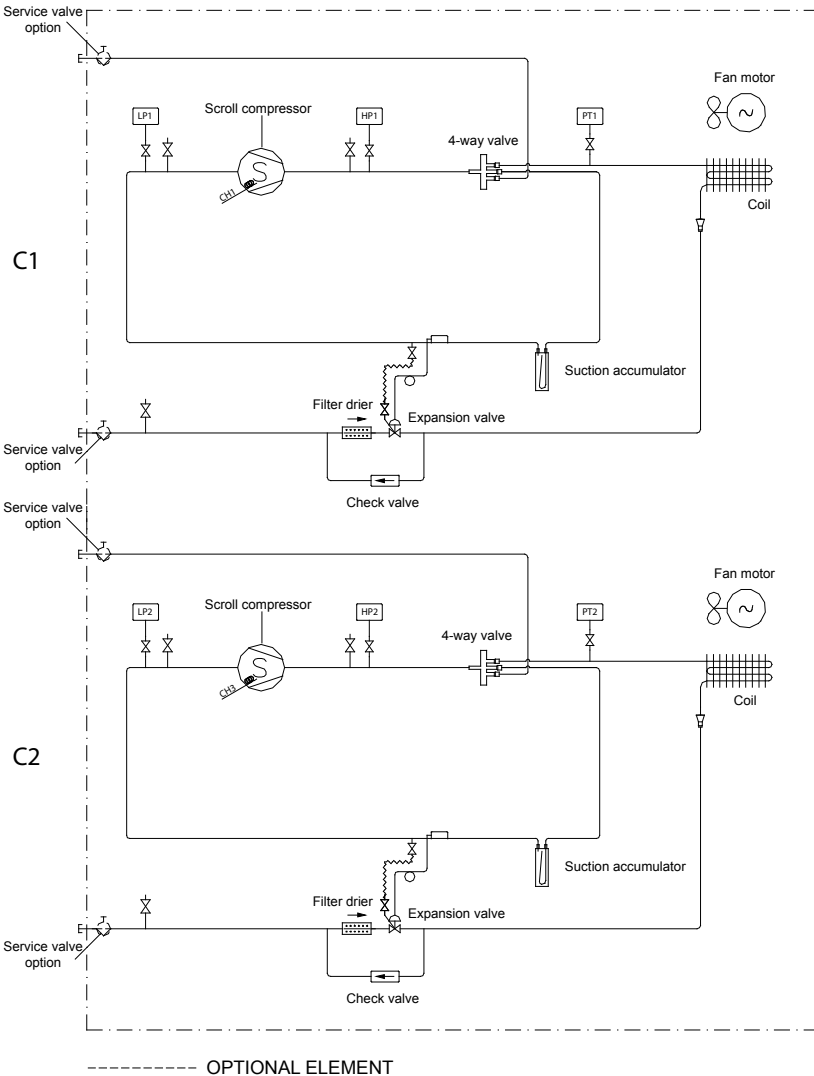 Service valve
option
Fan motor
Scroll compressor
LP1
HP1
PT1
4-way valve
CH1
Coil
C1
Suction accumulator
Filter drier
Expansion valve
Service valve
option
Check valve
Service valve
option
Fan motor
Scroll compressor
LP2
HP2
PT2
4-way valve
CH3
Coil
C2
Suction accumulator
Filter drier
Expansion valve
Service valve
option
Check valve
OPTIONAL ELEMENT